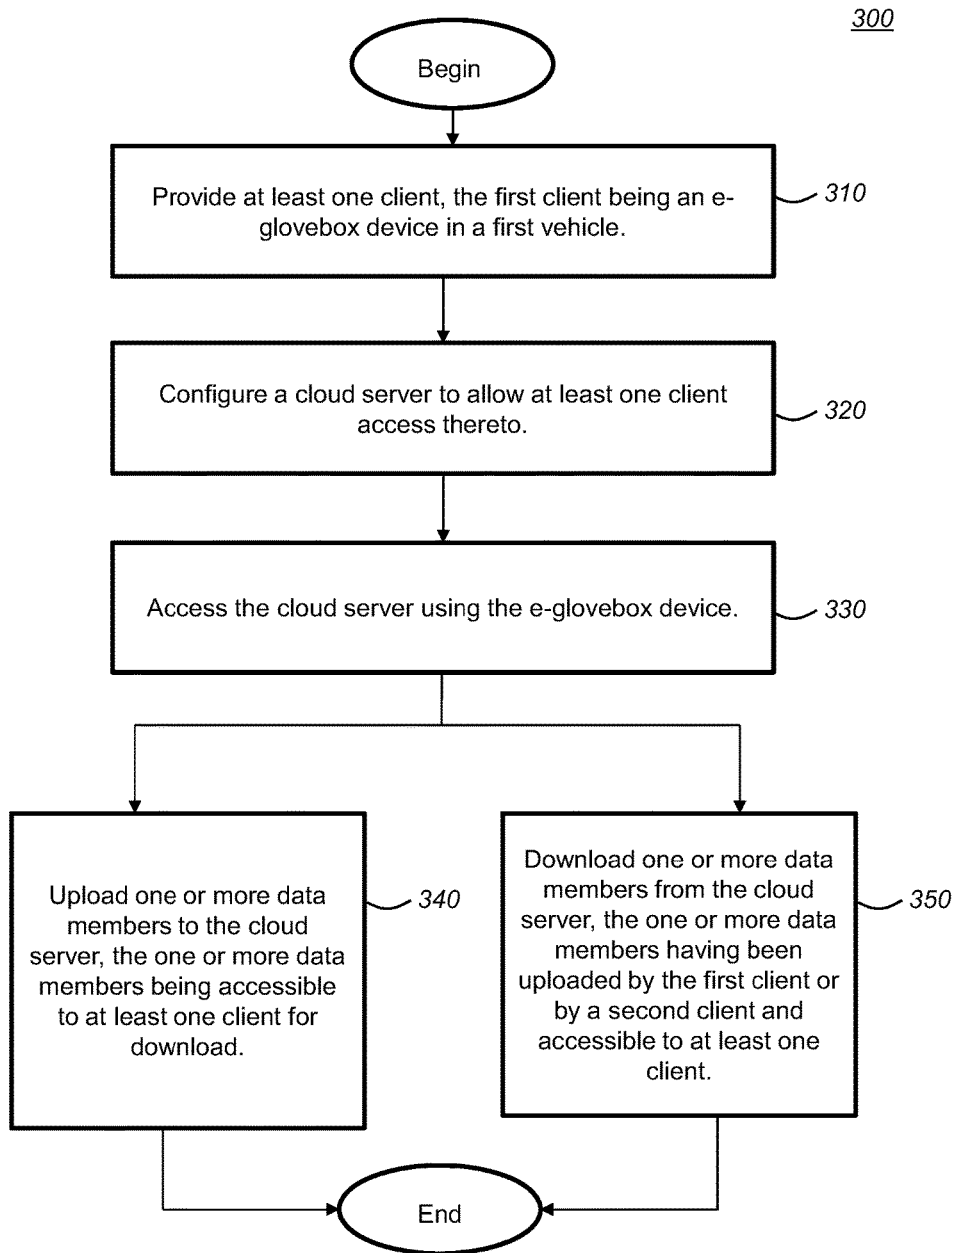 300
Begin
Provide at least one client, the first client being an e-
glovebox device in a first vehicle.
310
Configure a cloud server to allow at least one client
access thereto.
320
Access the cloud server using the e-glovebox device.
330
Upload one or more data
members to the cloud
server, the one or more data
members being accessible
to at least one client for
download.
340
Download one or more data
members from the cloud
server, the one or more data
members having been
uploaded by the first client or
by a second client and
accessible to at least one
client.
350
End